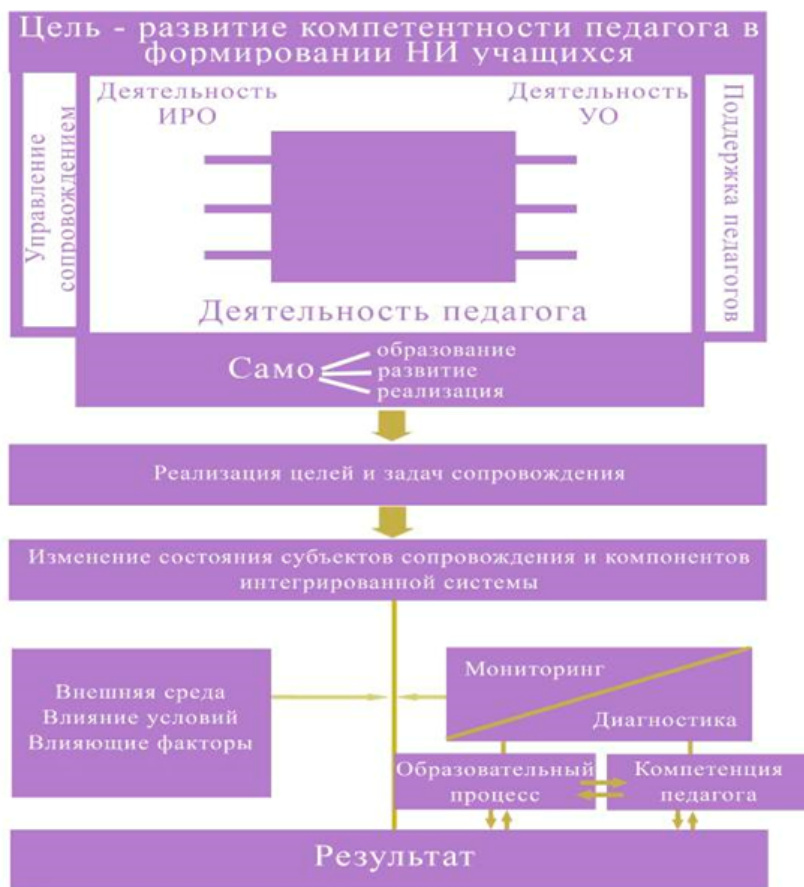 Цель - развитие компетентности педагога в
формировании НИ учащихся
Управление
сопровождением
Деятельность
ИРО
Деятельность
УО
Поддержка педагогов
Деятельность педагога
Само
образование
развитие
реализация
Реализация целей и задач сопровождения
Изменение состояния субъектов сопровождения и компонентов
интегрированной системы
Внешняя среда
Влияние условий
Влияющие факторы
Мониторинг
Диагностика
Образовательный
процесс
Компетенция
педагога
Результат